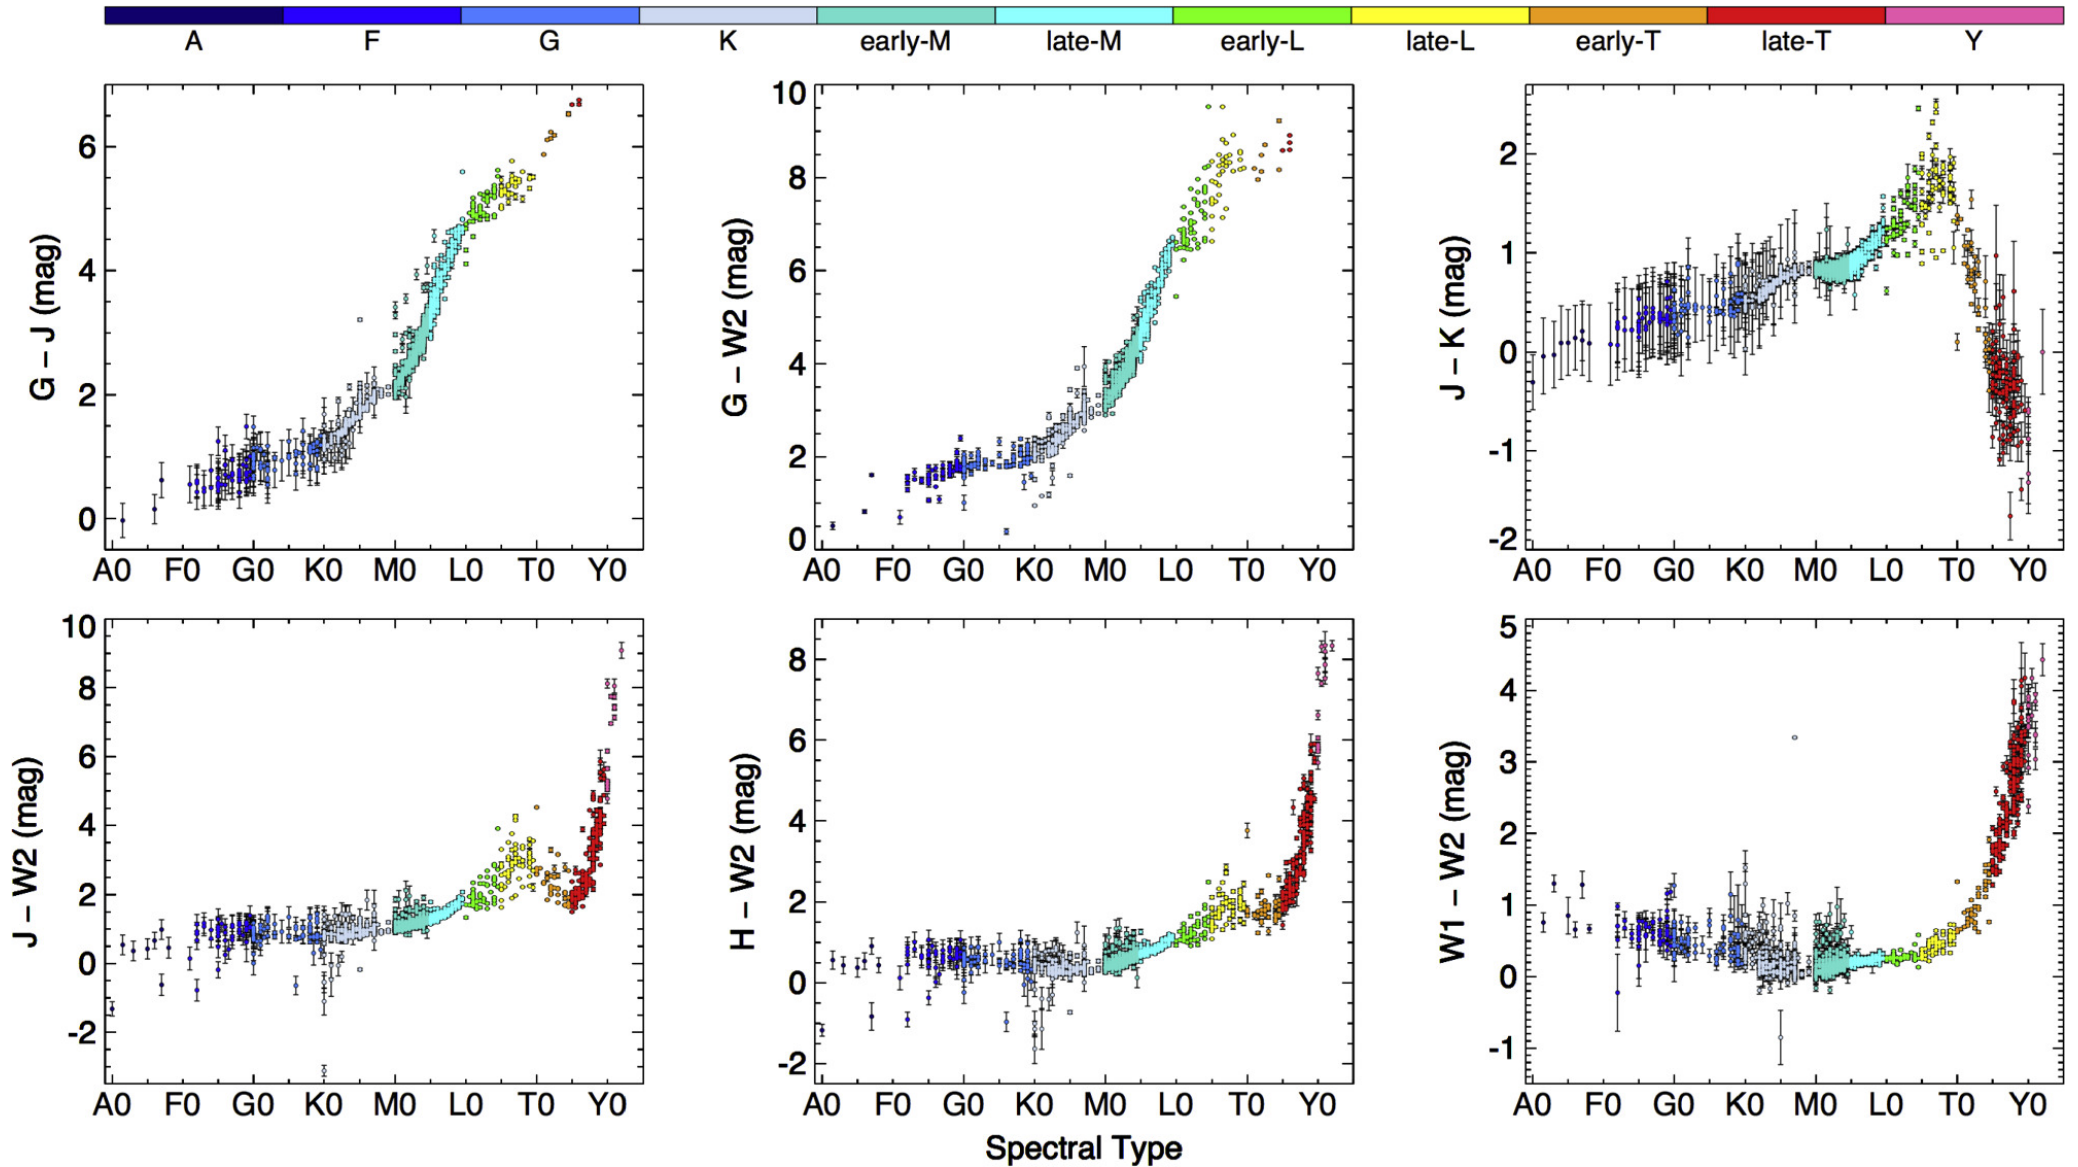 A F G K early-M late-M early-L late-L early-T late-T Y
G – J (mag)
6
4
2
0
A0 F0 G0 K0 M0 L0 T0 Y0
G – W2 (mag)
10
8
6
4
2
0
A0 F0 G0 K0 M0 L0 T0 Y0
J – K (mag)
2
1
0
-1
-2
A0 F0 G0 K0 M0 L0 T0 Y0
J – W2 (mag)
10
8
6
4
2
0
-2
A0 F0 G0 K0 M0 L0 T0 Y0
H – W2 (mag)
8
6
4
2
0
-2
A0 F0 G0 K0 M0 L0 T0 Y0
W1 – W2 (mag)
5
4
3
2
1
0
-1
A0 F0 G0 K0 M0 L0 T0 Y0
Spectral Type